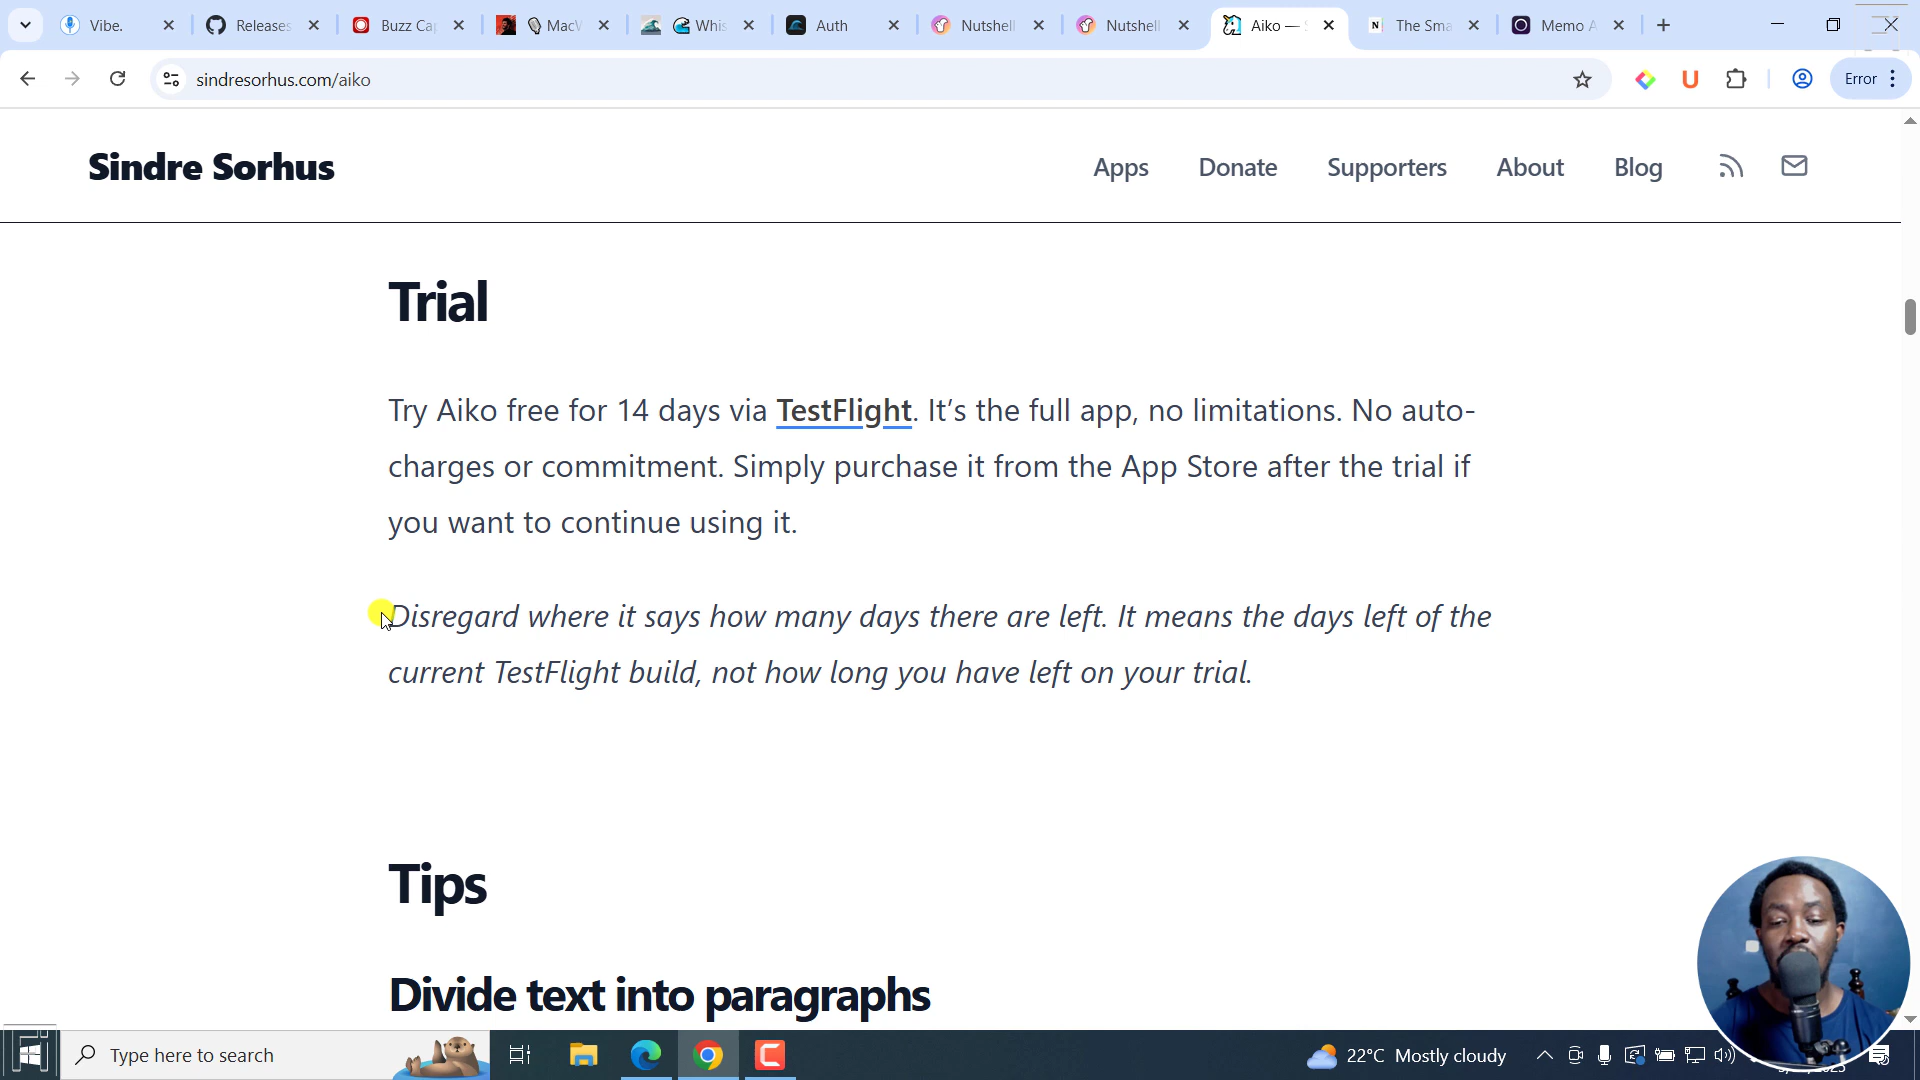 Vibe.
Releases
Buzz Cap
MacW
Whis
Auth
Nutshell
Nutshell
Aiko — S
The Sma
Memo A
sindresorhus.com/aiko
Error
Sindre Sorhus
Apps
Donate
Supporters
About
Blog
Trial
Try Aiko free for 14 days via TestFlight. It's the full app, no limitations. No auto-
charges or commitment. Simply purchase it from the App Store after the trial if
you want to continue using it.
Disregard where it says how many days there are left. It means the days left of the
current TestFlight build, not how long you have left on your trial.
Tips
Divide text into paragraphs
Type here to search
22°C Mostly cloudy